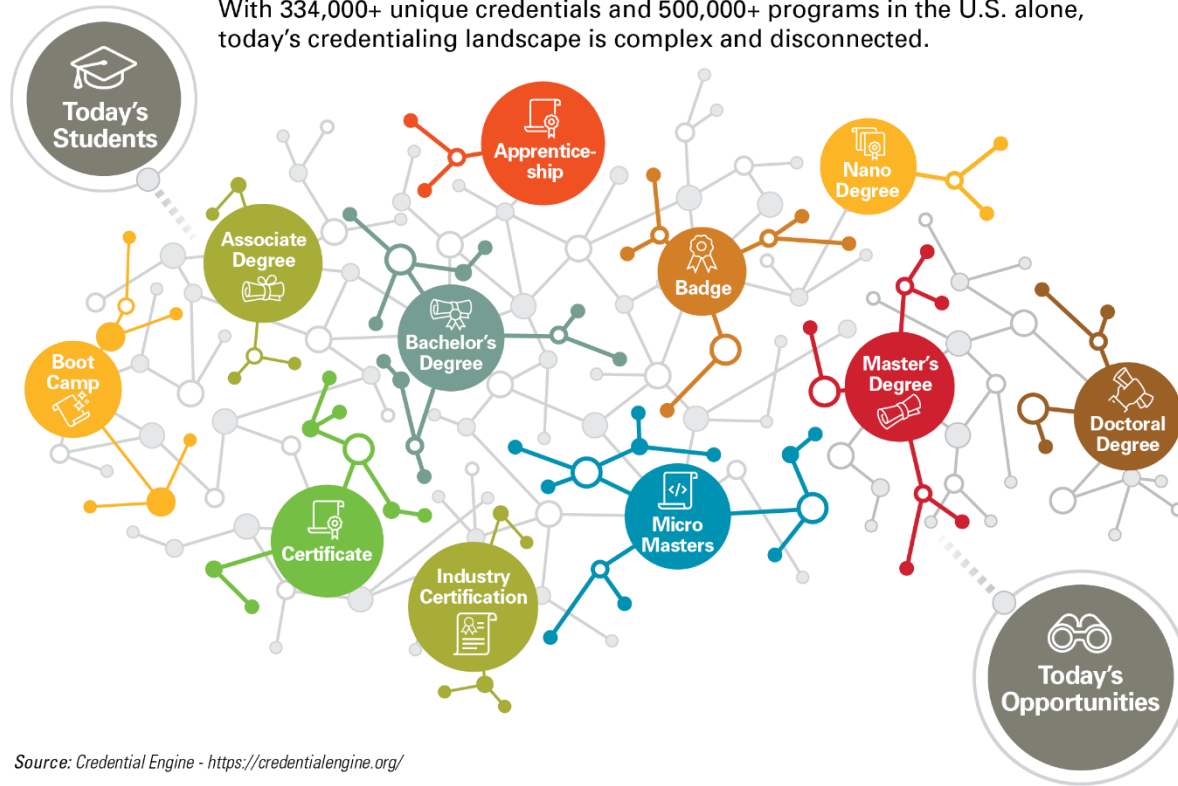 With 334,000+ unique credentials and 500,000+ programs in the U.S. alone,
today's credentialing landscape is complex and disconnected.
Today's
Students
Apprentice-
ship
Nano
Degree
Associate
Degree
Badge
Bachelor's
Degree
Boot
Camp
Master's
Degree
Doctoral
Degree
Certificate
Micro
Masters
Industry
Certification
Today's
Opportunities
Source: Credential Engine - https://credentialengine.org/